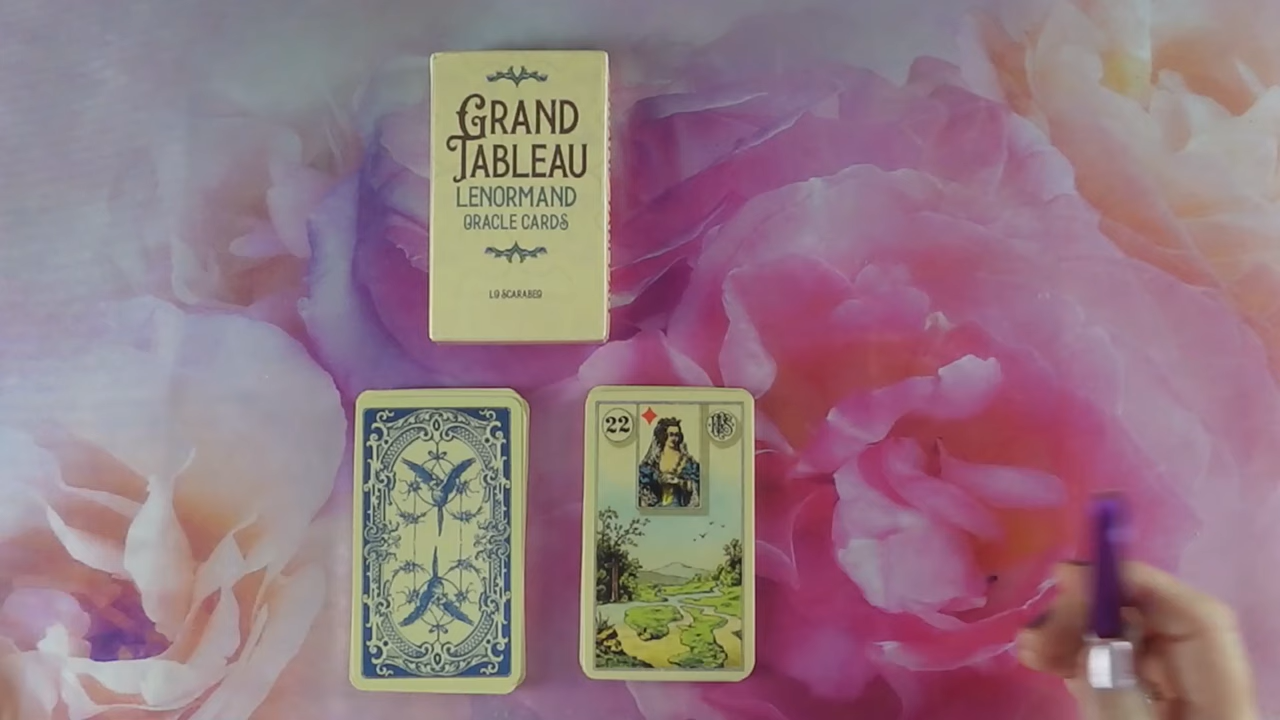 GRAND
TABLEAU
LENORMAND
ORACLE CARDS
LO SCARABEO
22